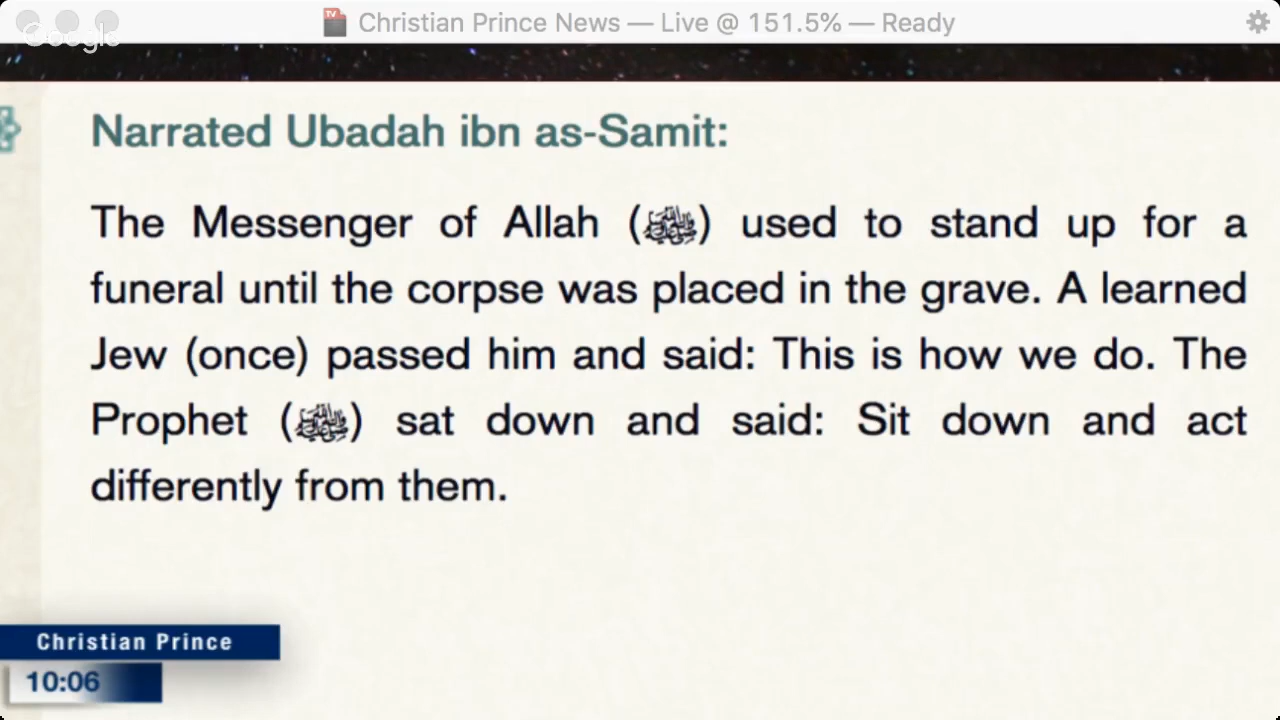 Christian Prince News — Live @ 151.5% — Ready
Google
Narrated Ubadah ibn as-Samit:
The Messenger of Allah (ﷺ) used to stand up for a
funeral until the corpse was placed in the grave. A learned
Jew (once) passed him and said: This is how we do. The
Prophet (ﷺ) sat down and said: Sit down and act
differently from them.
Christian Prince
10:06